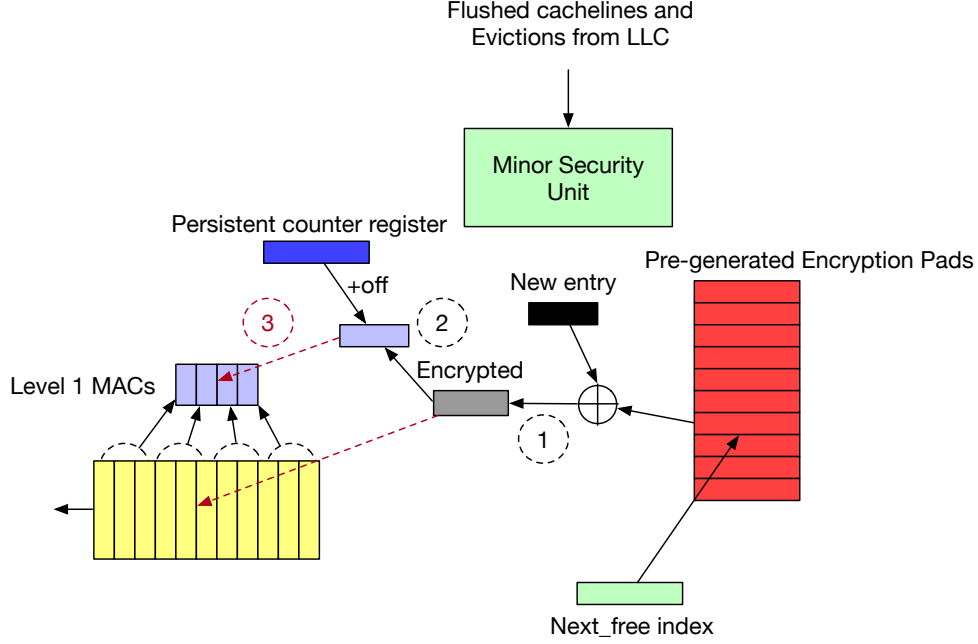 Flushed cachelines and
Evictions from LLC
Minor Security
Unit
Persistent counter register
Pre-generated Encryption Pads
+off
New entry
3
2
Level 1 MACs
Encrypted
1
Next_free index